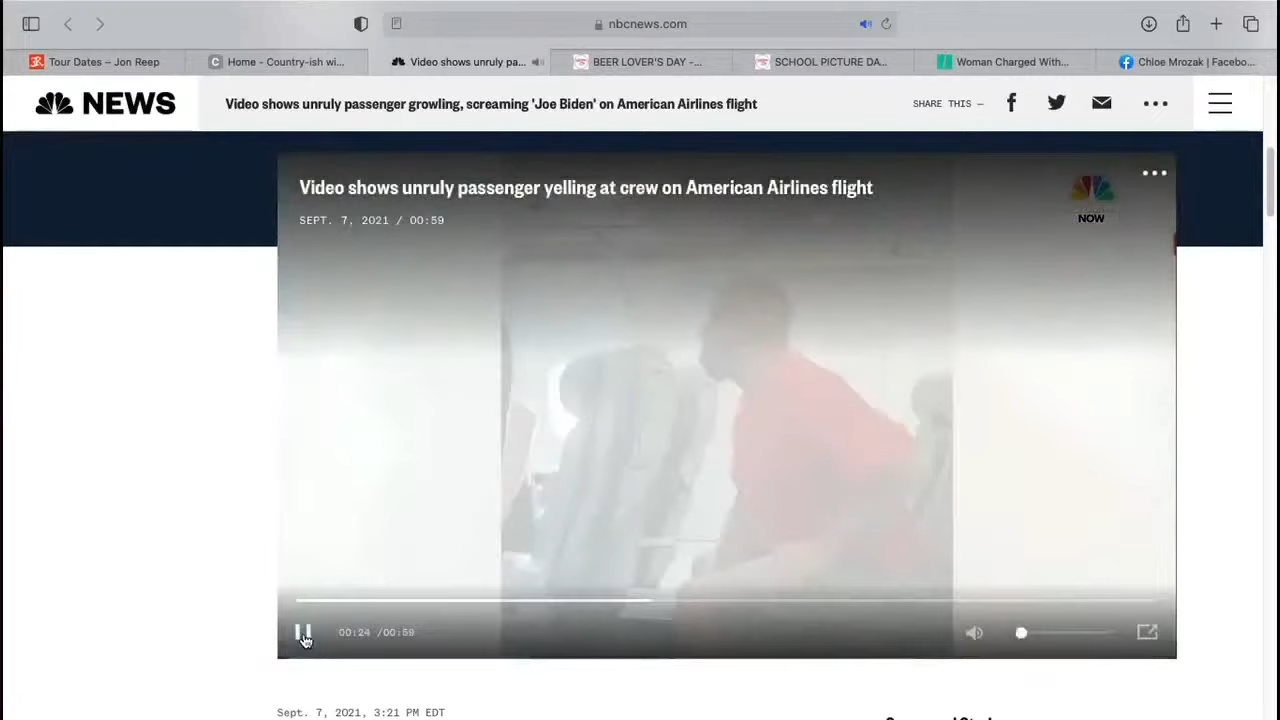 nbcnews.com
Tour Dates – Jon Reep
C Home - Country-ish wi...
Video shows unruly pa...
BEER LOVER'S DAY -...
SCHOOL PICTURE DA...
Woman Charged With...
Chloe Mrozak | Facebo...
NEWS
Video shows unruly passenger growling, screaming 'Joe Biden' on American Airlines flight
SHARE THIS —
Video shows unruly passenger yelling at crew on American Airlines flight
NOW
SEPT. 7, 2021 / 00:59
00:24 /00:59
Sept. 7, 2021, 3:21 PM EDT